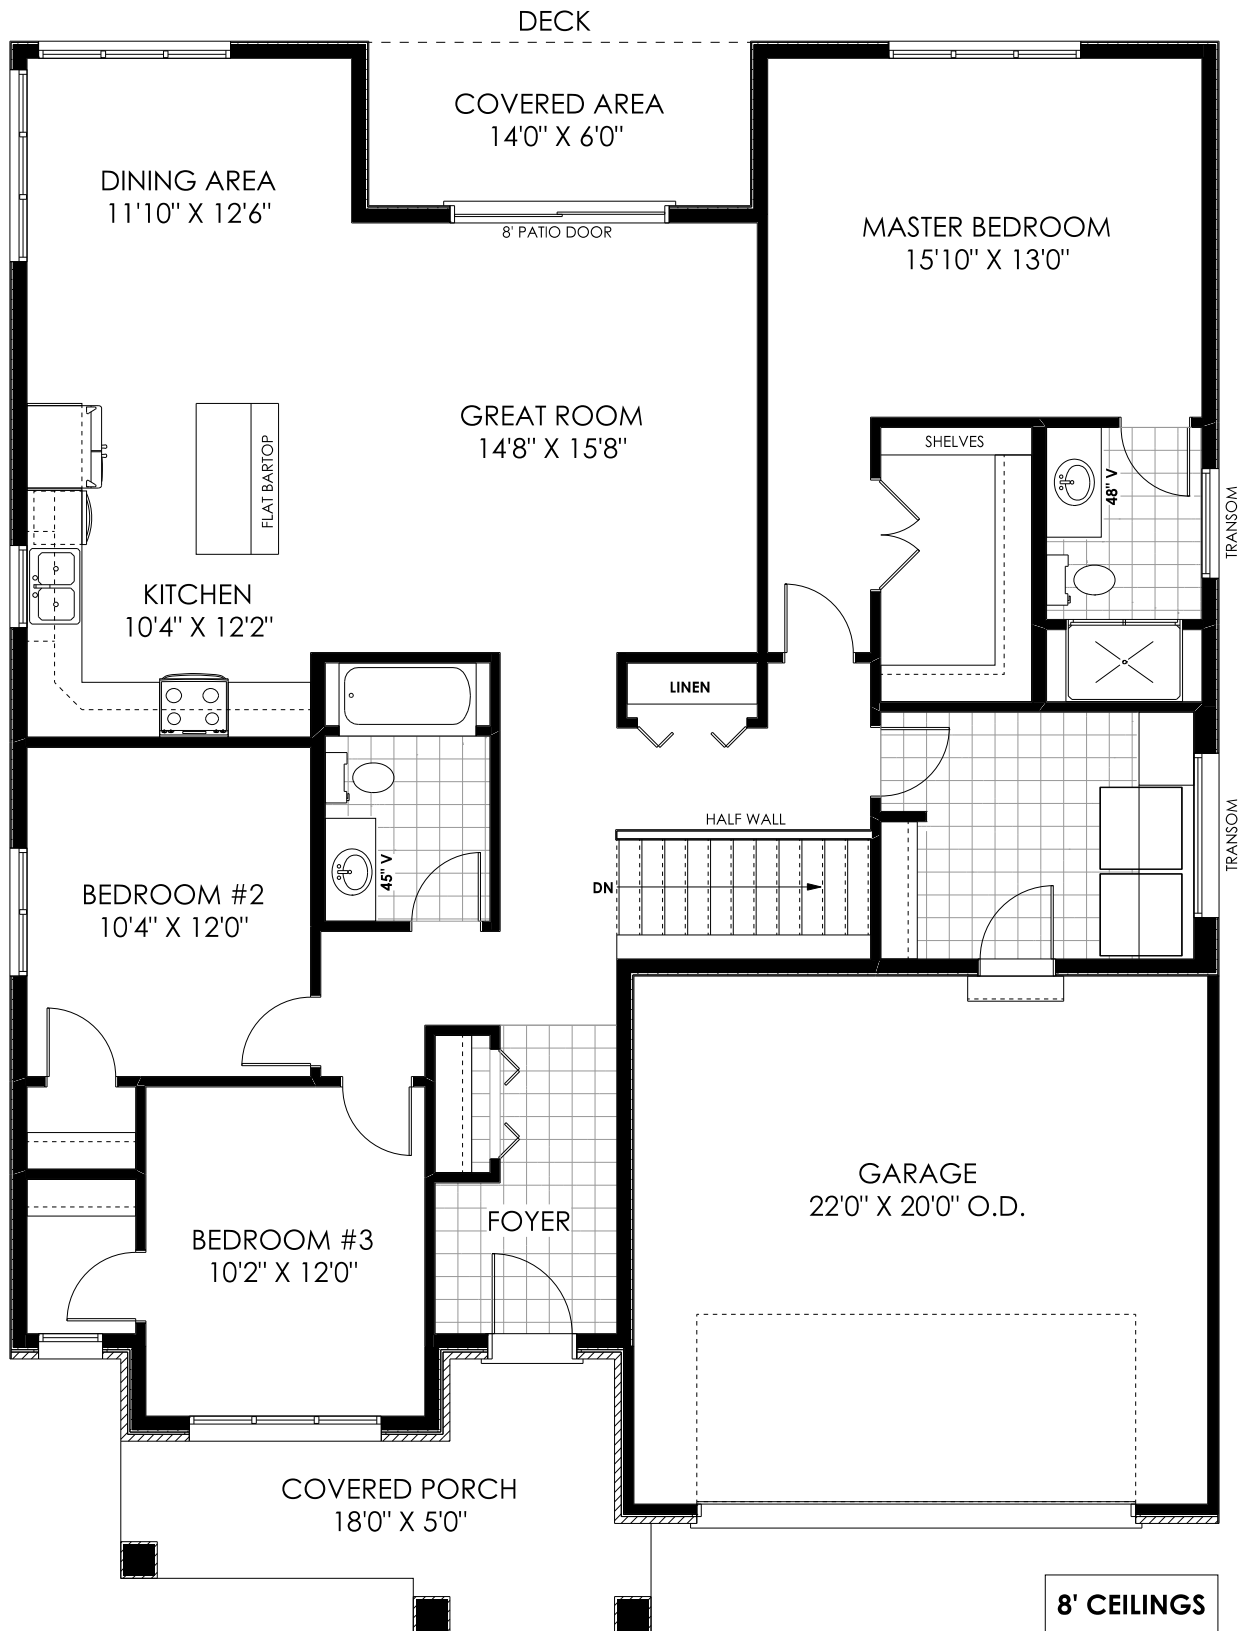 DECK
COVERED AREA
14'0" X 6'0"
DINING AREA
11'10" X 12'6"
8' PATIO DOOR
MASTER BEDROOM
15'10" X 13'0"
GREAT ROOM
14'8" X 15'8"
FLAT BARTOP
SHELVES
48" V
TRANSOM
KITCHEN
10'4" X 12'2"
LINEN
HALF WALL
TRANSOM
45" V
DN
BEDROOM #2
10'4" X 12'0"
GARAGE
22'0" X 20'0" O.D.
FOYER
BEDROOM #3
10'2" X 12'0"
COVERED PORCH
18'0" X 5'0"
8' CEILINGS